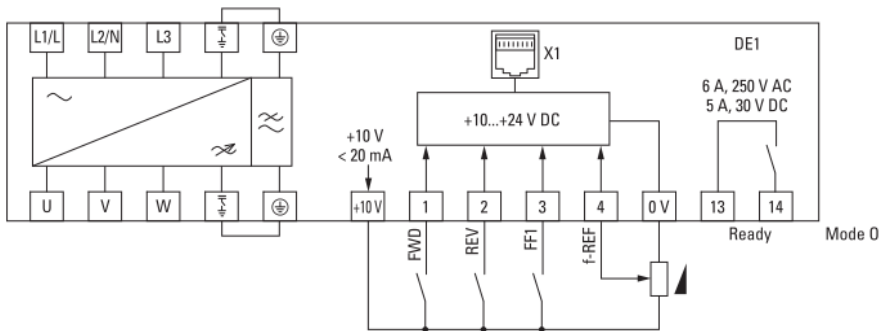 L1/L L2/N L3
X1
DE1
6 A, 250 V AC
5 A, 30 V DC
+10...+24 V DC
+10 V
< 20 mA
U V W +10 V 1 2 3 4 0 V 13 14
FWD REV FF1 f-REF
Ready
Mode 0